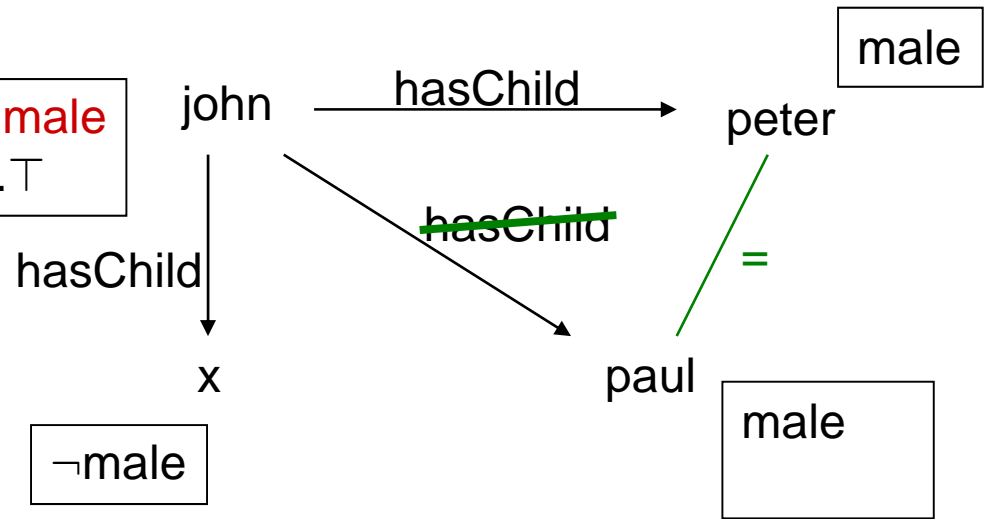 male
hasChild
john
peter
male
.⊤
hasChild
hasChild
=
x
paul
male
¬male